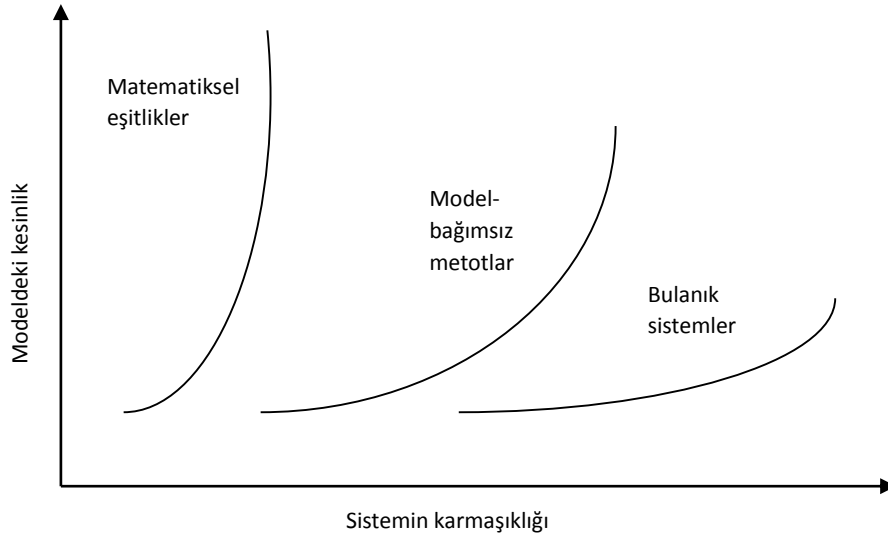 Matematiksel
eşitlikler
Model-
bağımsız
metotlar
Bulanık
sistemler
Modeldeki kesinlik
Sistemin karmaşıklığı